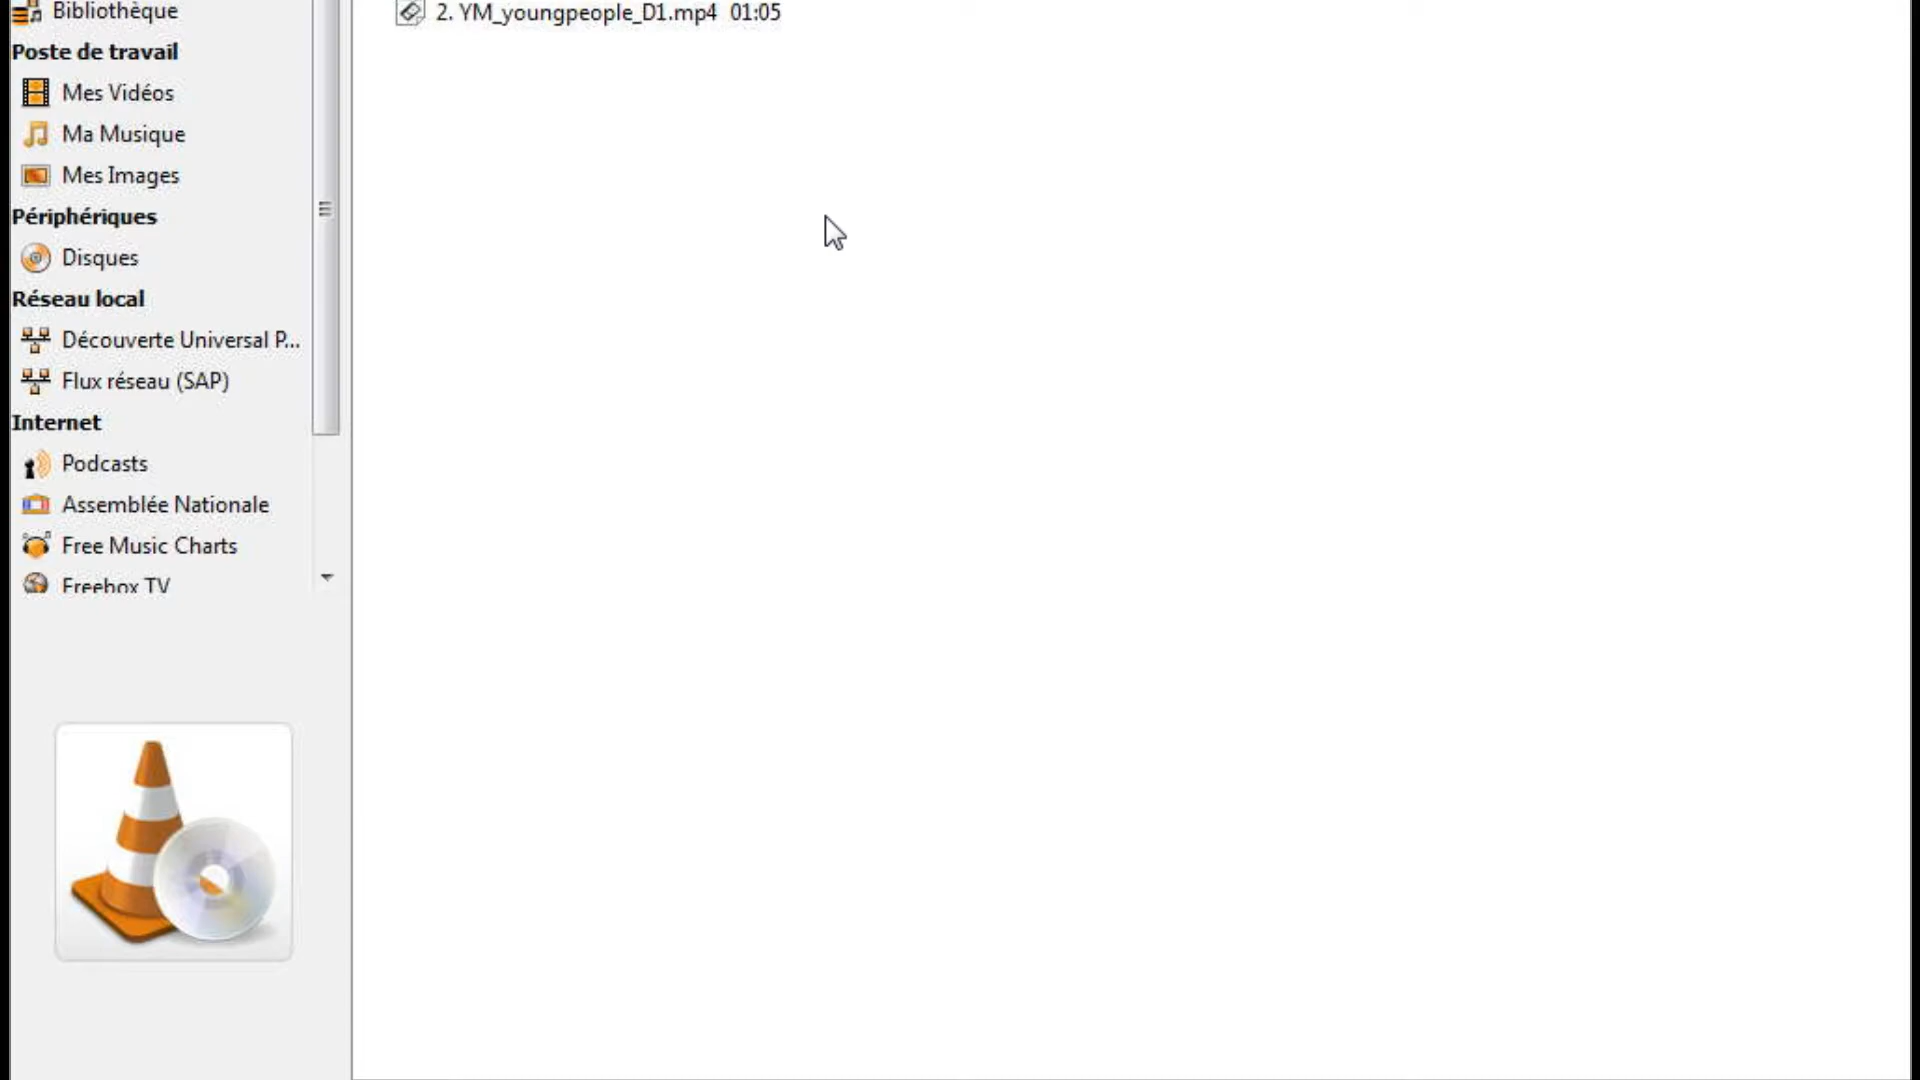 Bibliothèque
2. YM_youngpeople_D1.mp4 01:05
Poste de travail
Mes Vidéos
Ma Musique
Mes Images
Périphériques
Disques
Réseau local
Découverte Universal P...
Flux réseau (SAP)
Internet
Podcasts
Assemblée Nationale
Free Music Charts
Freebox TV